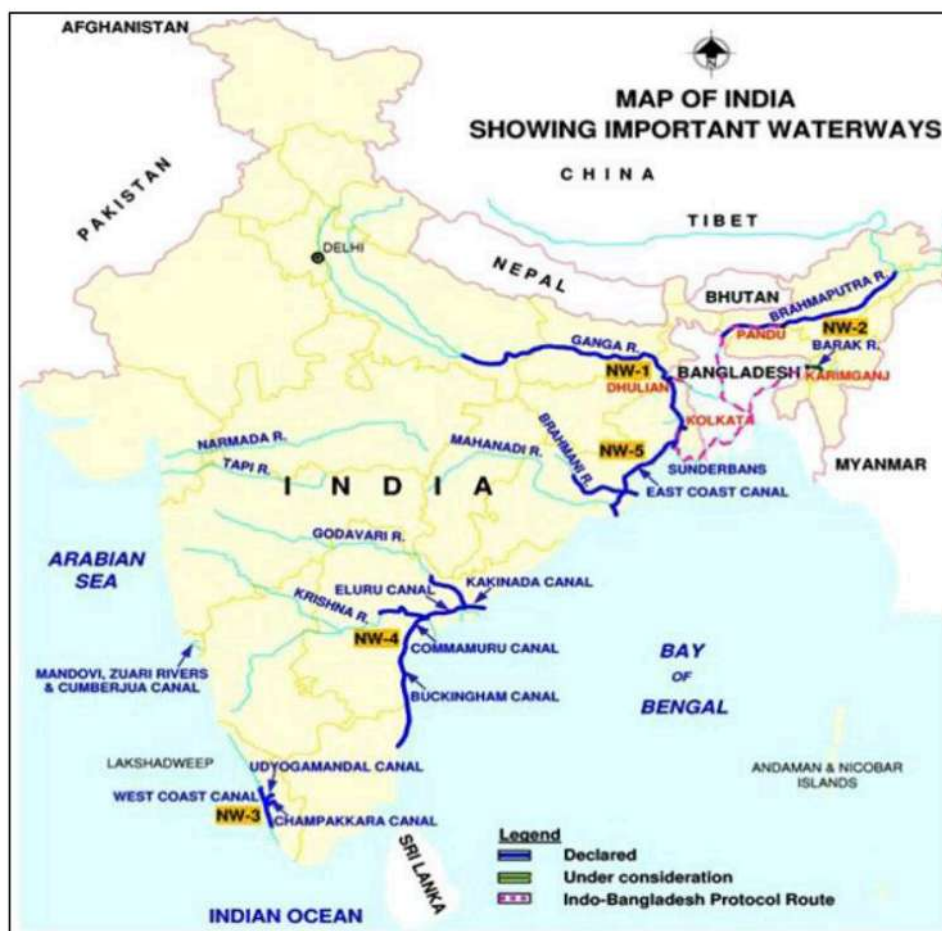 AFGHANISTAN
N
MAP OF INDIA
SHOWING IMPORTANT WATERWAYS
CHINA
PAKISTAN
TIBET
DELHI
NEPAL
BHUTAN
BRAHMAPUTRA R.
PANDU
NW-2
BARAK R.
GANGA R.
NW-1
BANGLADESH
KARIMGANJ
DHULIAN
KOLKATA
NARMADA R.
MAHANADI R.
BRAHMANI R.
NW-5
TAPI R.
SUNDERBANS
MYANMAR
INDIA
EAST COAST CANAL
GODAVARI R.
ARABIAN
SEA
KAKINADA CANAL
ELURU CANAL
KRISHNA R.
NW-4
COMMAMURU CANAL
BAY
OF
BENGAL
MANDOVI, ZUARI RIVERS
& CUMBERJUA CANAL
BUCKINGHAM CANAL
LAKSHADWEEP
UDYOGAMANDAL CANAL
ANDAMAN & NICOBAR
ISLANDS
WEST COAST CANAL
NW-3
CHAMPAKKARA CANAL
SRI LANKA
Legend
Declared
Under consideration
Indo-Bangladesh Protocol Route
INDIAN OCEAN